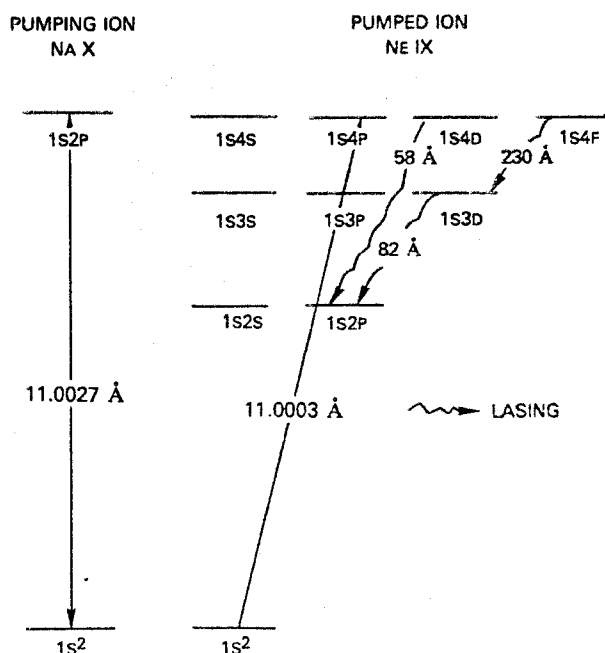 PUMPING ION
NA X
PUMPED ION
NE IX
1S2P
1S4S
1S4P
1S4D
1S4F
58 Å
230 Å
1S3S
1S3P
1S3D
82 Å
1S2S
1S2P
11.0027 Å
11.0003 Å
LASING
1S²
1S²